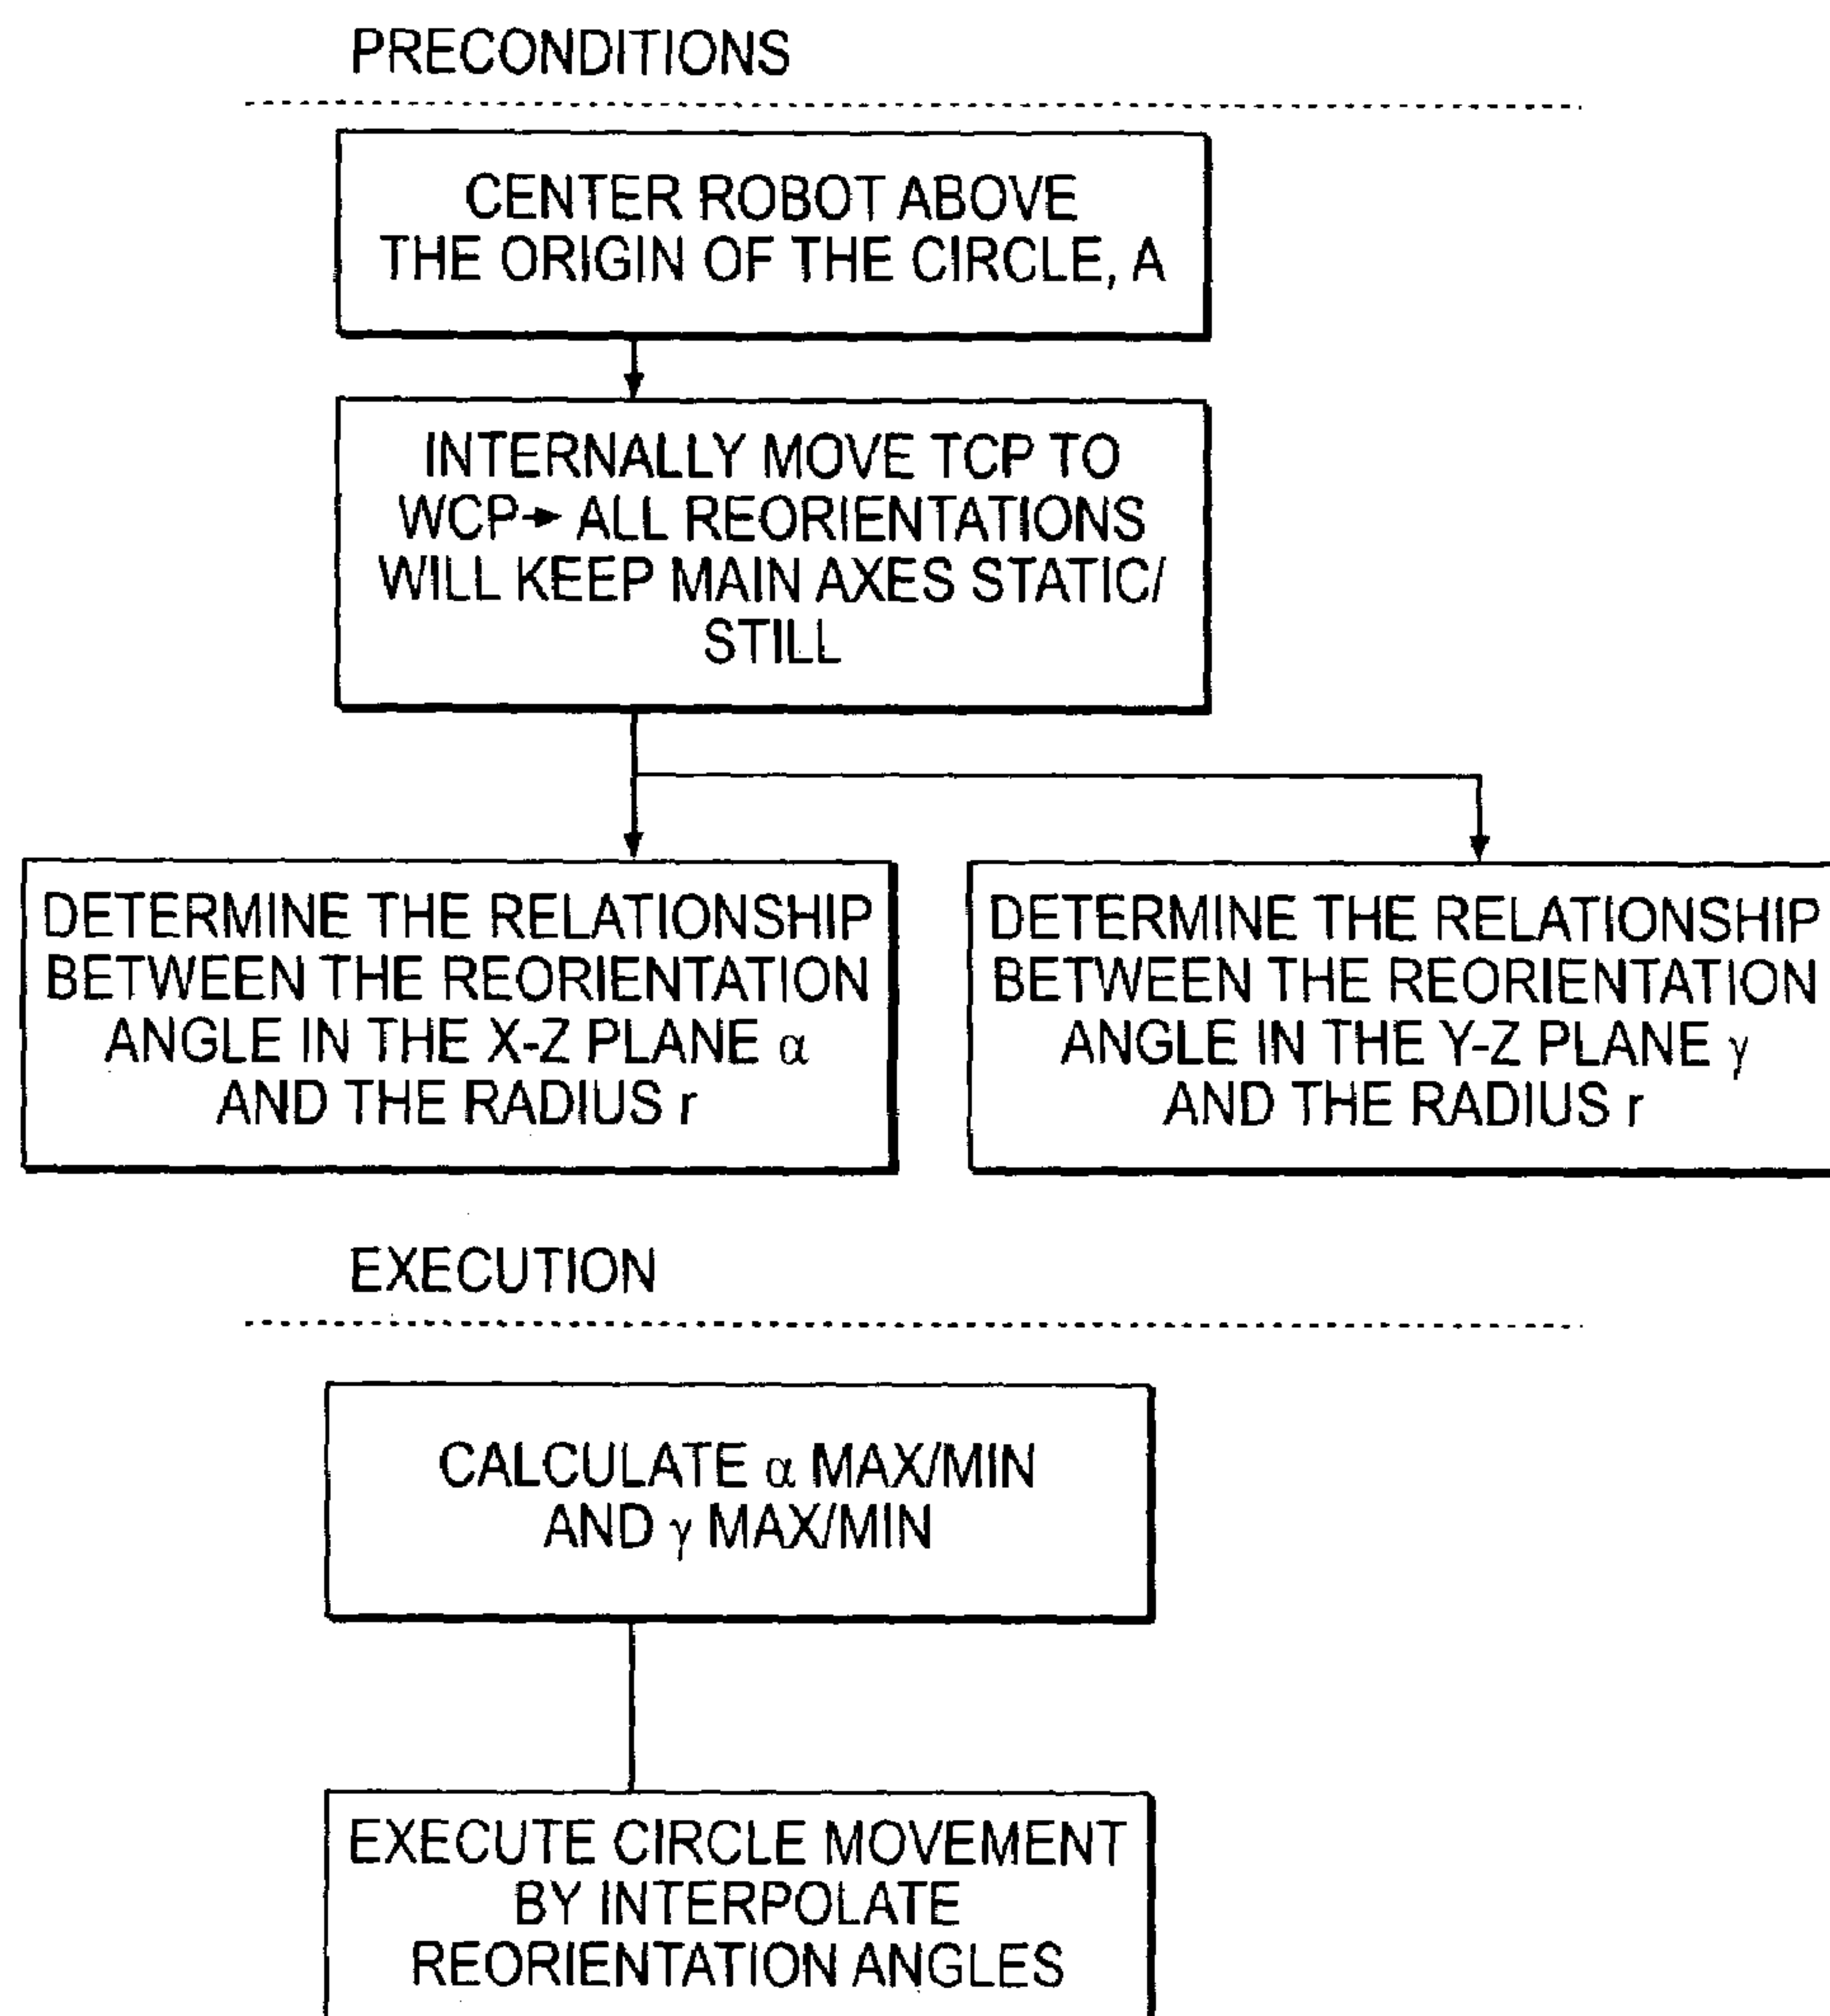 PRECONDITIONS
CENTER ROBOT ABOVE
THE ORIGIN OF THE CIRCLE, A
INTERNALLY MOVE TCP TO
WCP→ ALL REORIENTATIONS
WILL KEEP MAIN AXES STATIC/
STILL
DETERMINE THE RELATIONSHIP
BETWEEN THE REORIENTATION
ANGLE IN THE X-Z PLANE α
AND THE RADIUS r
DETERMINE THE RELATIONSHIP
BETWEEN THE REORIENTATION
ANGLE IN THE Y-Z PLANE γ
AND THE RADIUS r
EXECUTION
CALCULATE α MAX/MIN
AND γ MAX/MIN
EXECUTE CIRCLE MOVEMENT
BY INTERPOLATE
REORIENTATION ANGLES